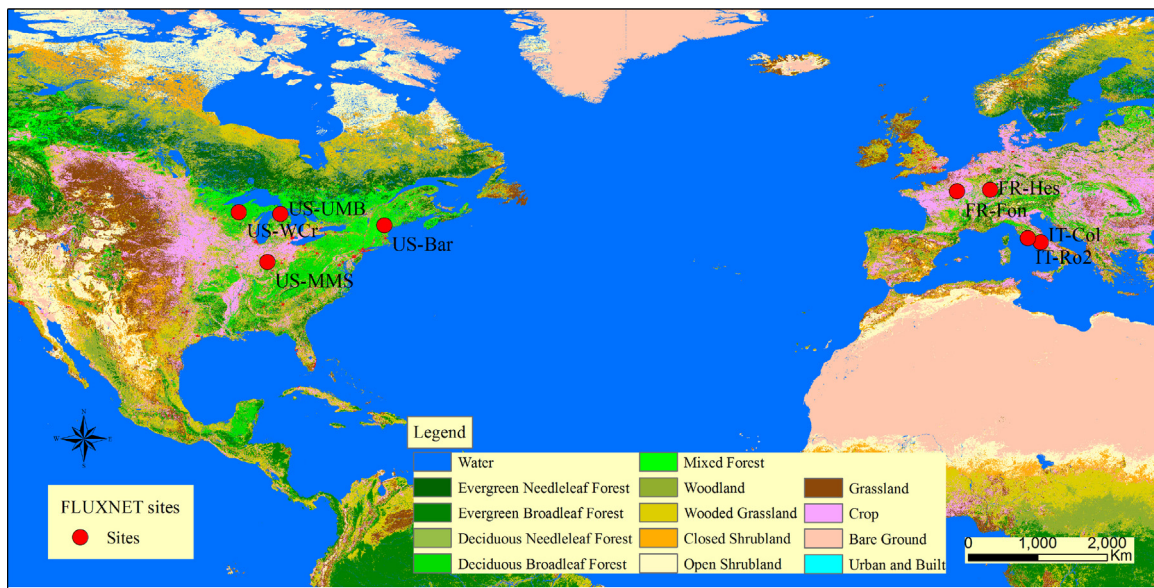 US-UMB
US-WCr
US-Bar
US-MMS
FR-Hes
FR-Fon
IT-Col
IT-Ro2
N
W
E
S
FLUXNET sites
Sites
Legend
Water
Evergreen Needleleaf Forest
Evergreen Broadleaf Forest
Deciduous Needleleaf Forest
Deciduous Broadleaf Forest
Mixed Forest
Woodland
Wooded Grassland
Closed Shrubland
Open Shrubland
Grassland
Crop
Bare Ground
Urban and Built
0 1,000 2,000
Km